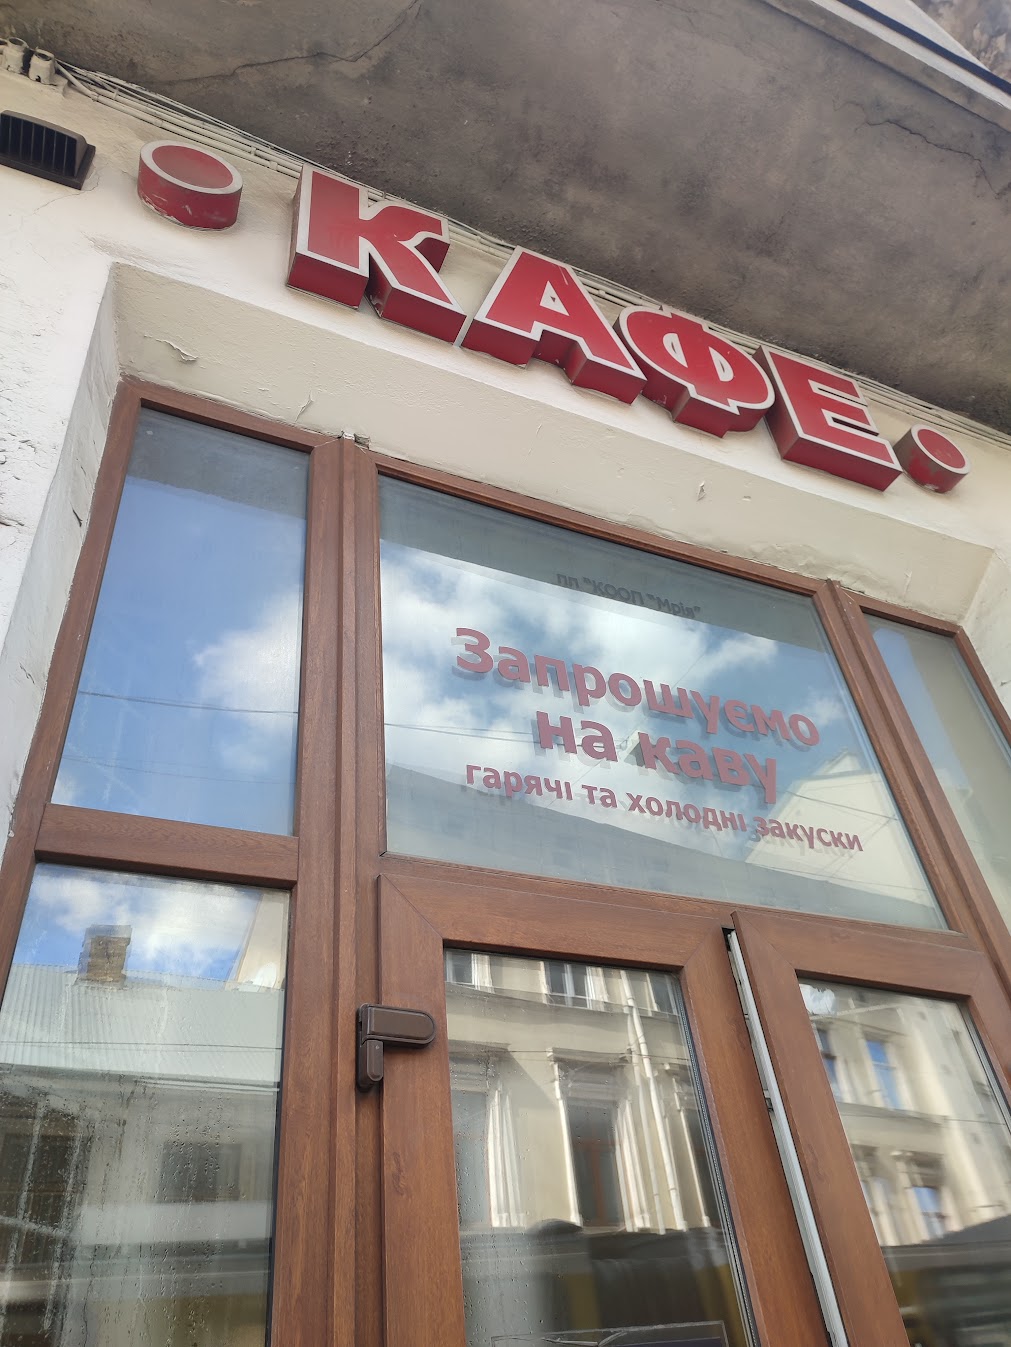 • КАФЕ •
ПП "КООП "Мрія"
Запрошуємо
на каву
гарячі та холодні закуски